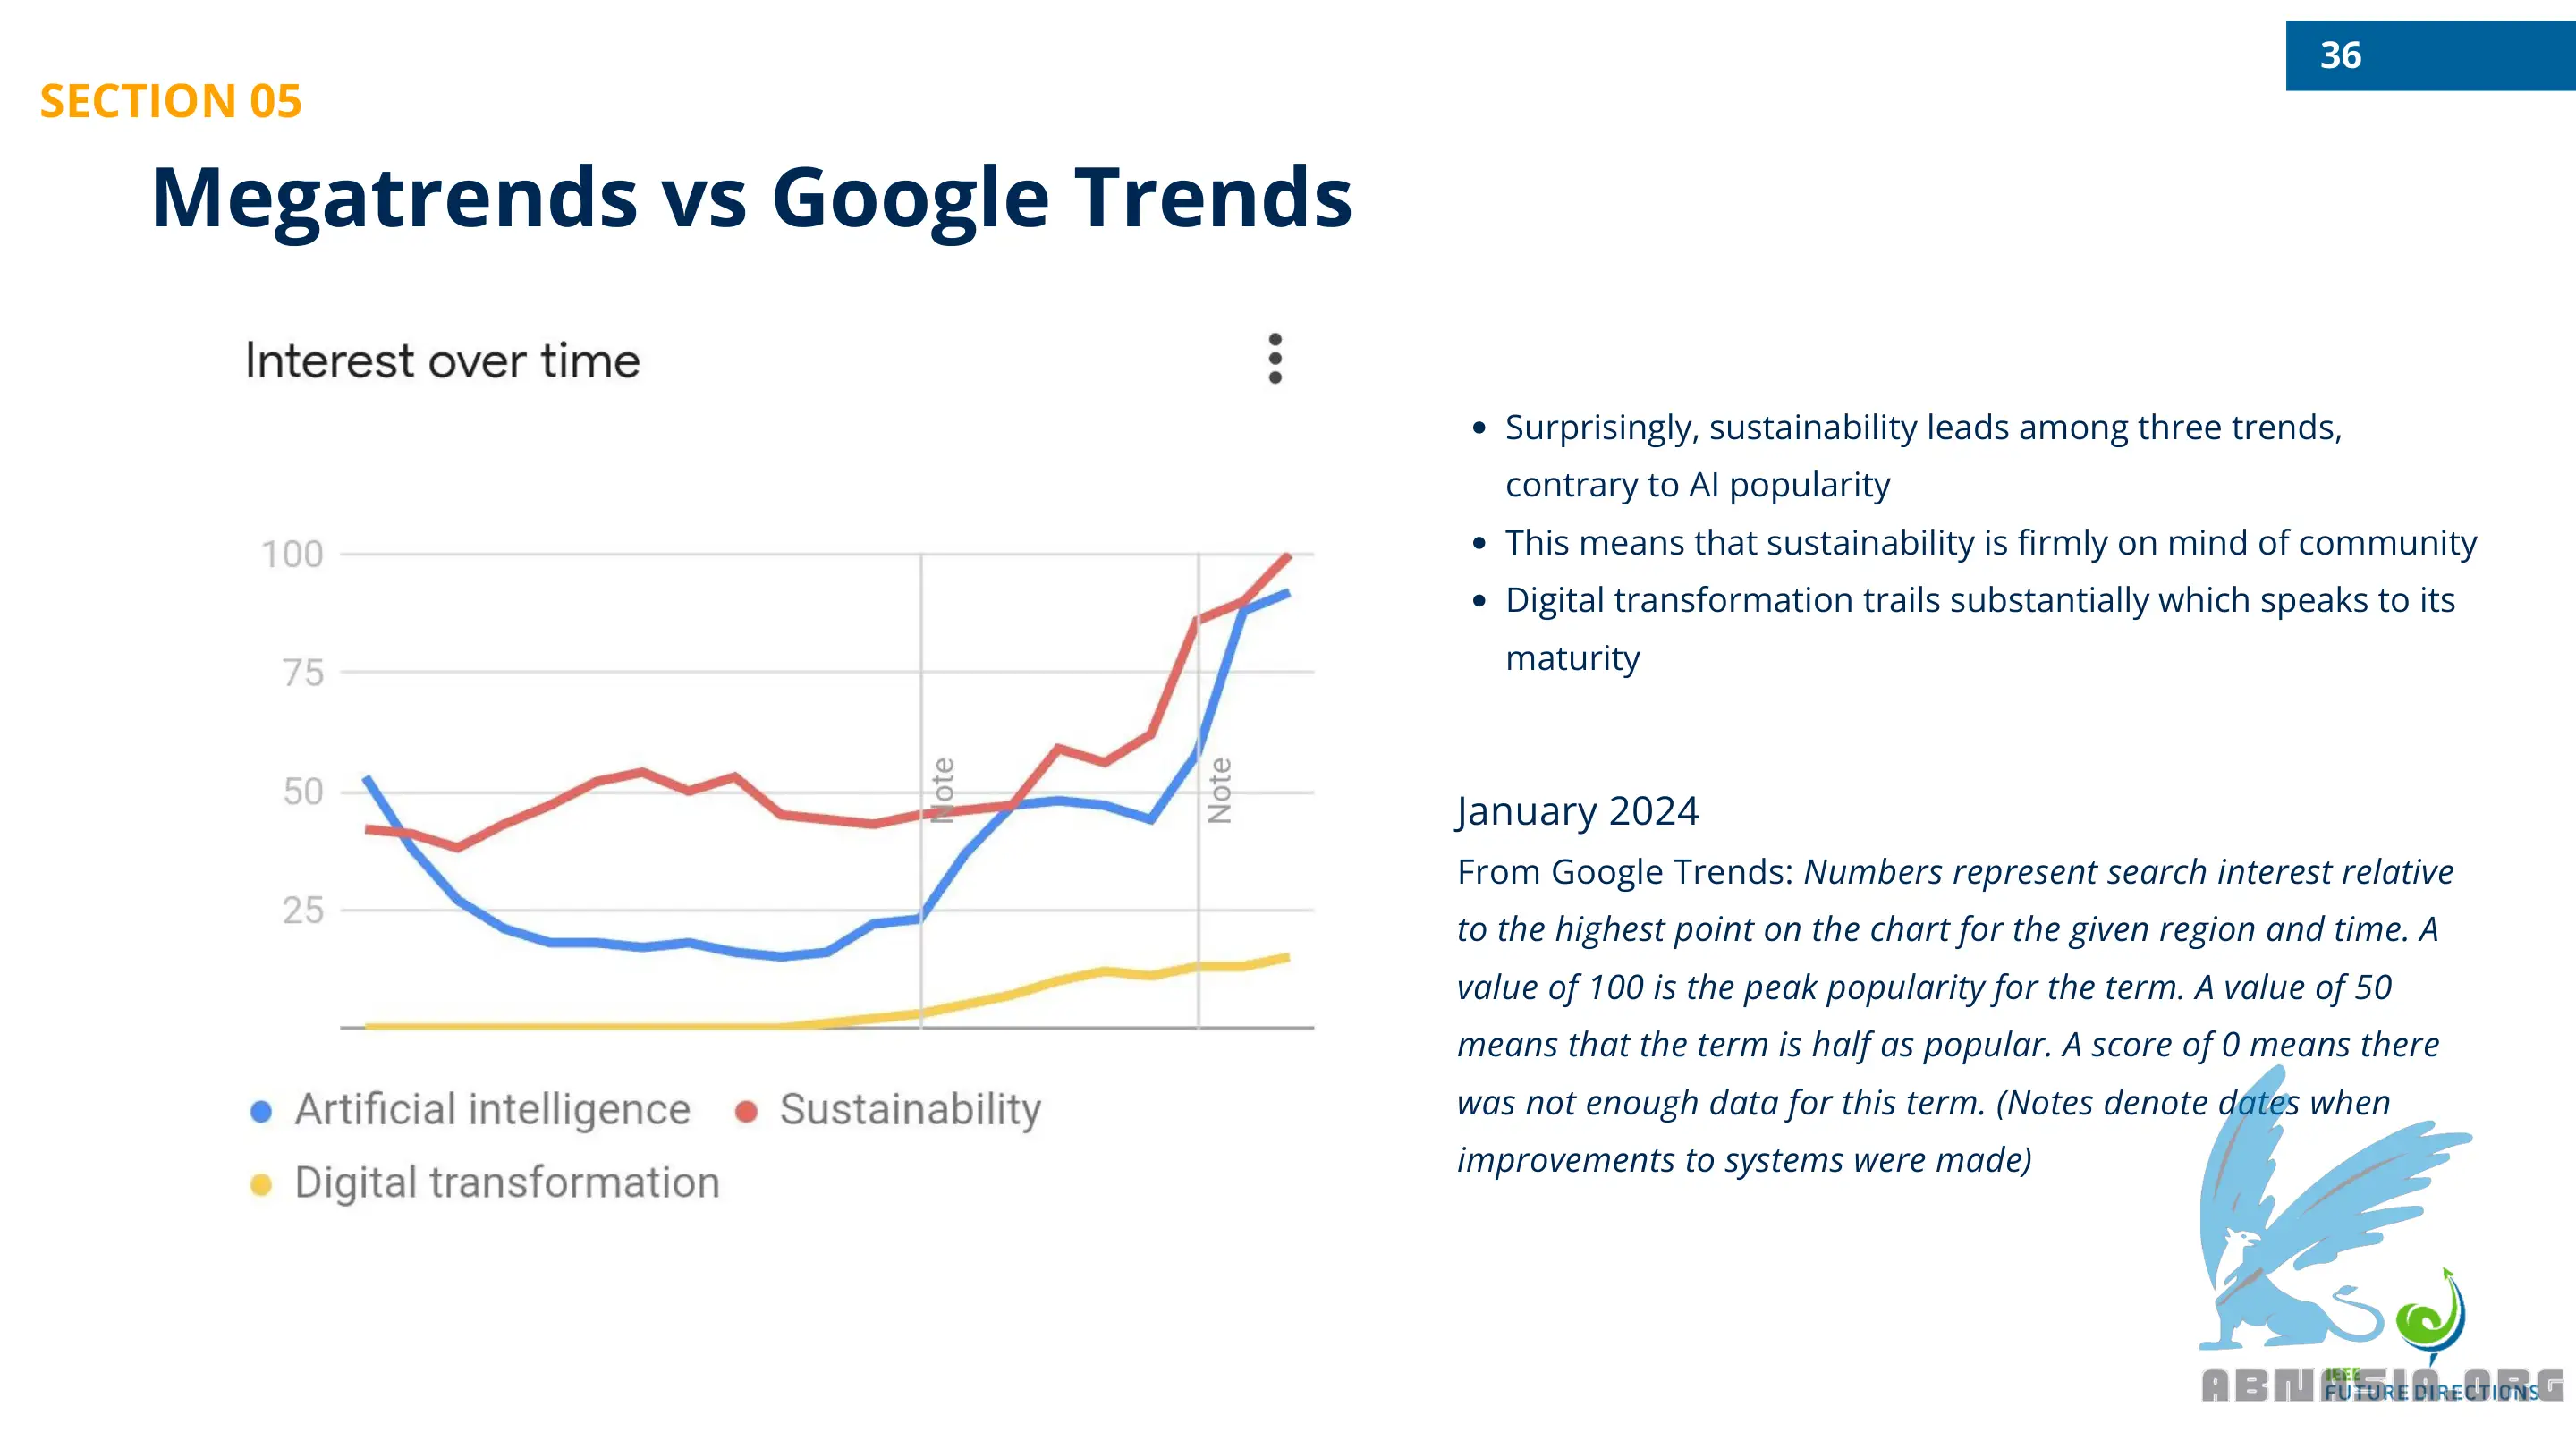 36
SECTION 05
Megatrends vs Google Trends
Interest over time
100
75
50
25
Note
Note
Artificial intelligence
Sustainability
Digital transformation
• Surprisingly, sustainability leads among three trends,
contrary to AI popularity
• This means that sustainability is firmly on mind of community
• Digital transformation trails substantially which speaks to its
maturity
January 2024
From Google Trends: Numbers represent search interest relative
to the highest point on the chart for the given region and time. A
value of 100 is the peak popularity for the term. A value of 50
means that the term is half as popular. A score of 0 means there
was not enough data for this term. (Notes denote dates when
improvements to systems were made)
IEEE
FUTURE DIRECTIONS
ABNASIA.ORG